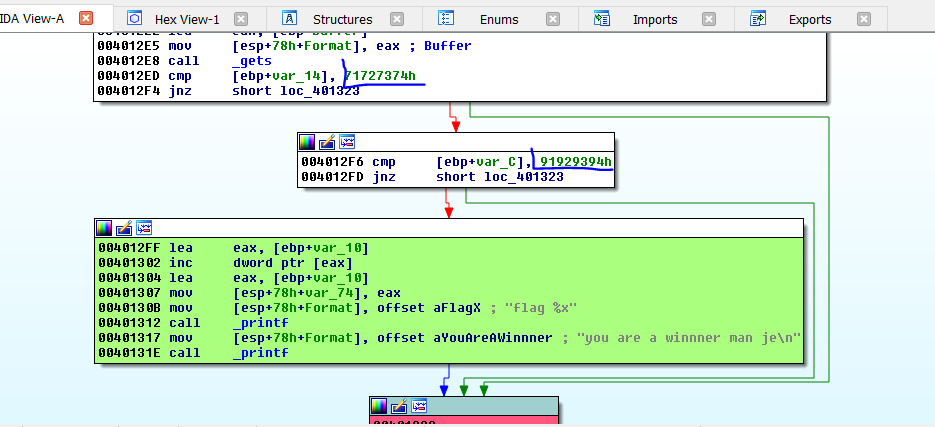 IDA View-A Hex View-1 Structures Enums Imports Exports
004012E5 mov [esp+78h+Format], eax ; Buffer
004012E8 call _gets
004012ED cmp [ebp+var_14], 71727374h
004012F4 jnz short loc_401323
004012F6 cmp [ebp+var_C], 91929394h
004012FD jnz short loc_401323
004012FF lea eax, [ebp+var_10]
00401302 inc dword ptr [eax]
00401304 lea eax, [ebp+var_10]
00401307 mov [esp+78h+var_74], eax
0040130B mov [esp+78h+Format], offset aFlagX ; "flag %x"
00401312 call _printf
00401317 mov [esp+78h+Format], offset aYouAreAWinnner ; "you are a winnner man je\n"
0040131E call _printf